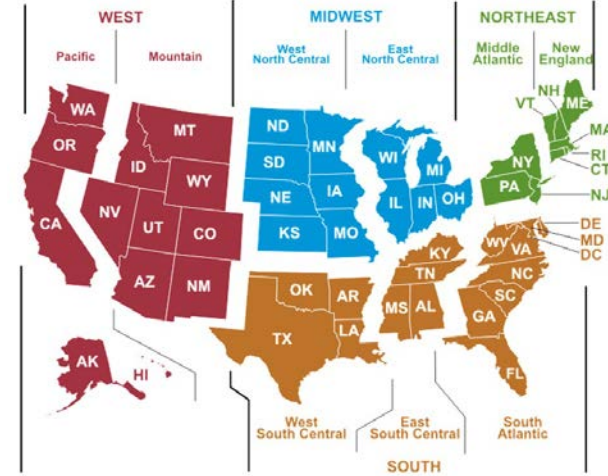 WEST
MIDWEST
NORTHEAST
Pacific
Mountain
West
North Central
East
North Central
Middle
Atlantic
New
England
WA
OR
CA
MT
ID
WY
NV
UT
CO
AZ
NM
AK
HI
ND
SD
NE
KS
MN
IA
MO
WI
MI
IL
IN
OH
VT
NH
ME
MA
RI
CT
NY
PA
NJ
OK
TX
AR
LA
KY
TN
MS
AL
WV
VA
DE
MD
DC
NC
SC
GA
FL
West
South Central
East
South Central
South
Atlantic
SOUTH